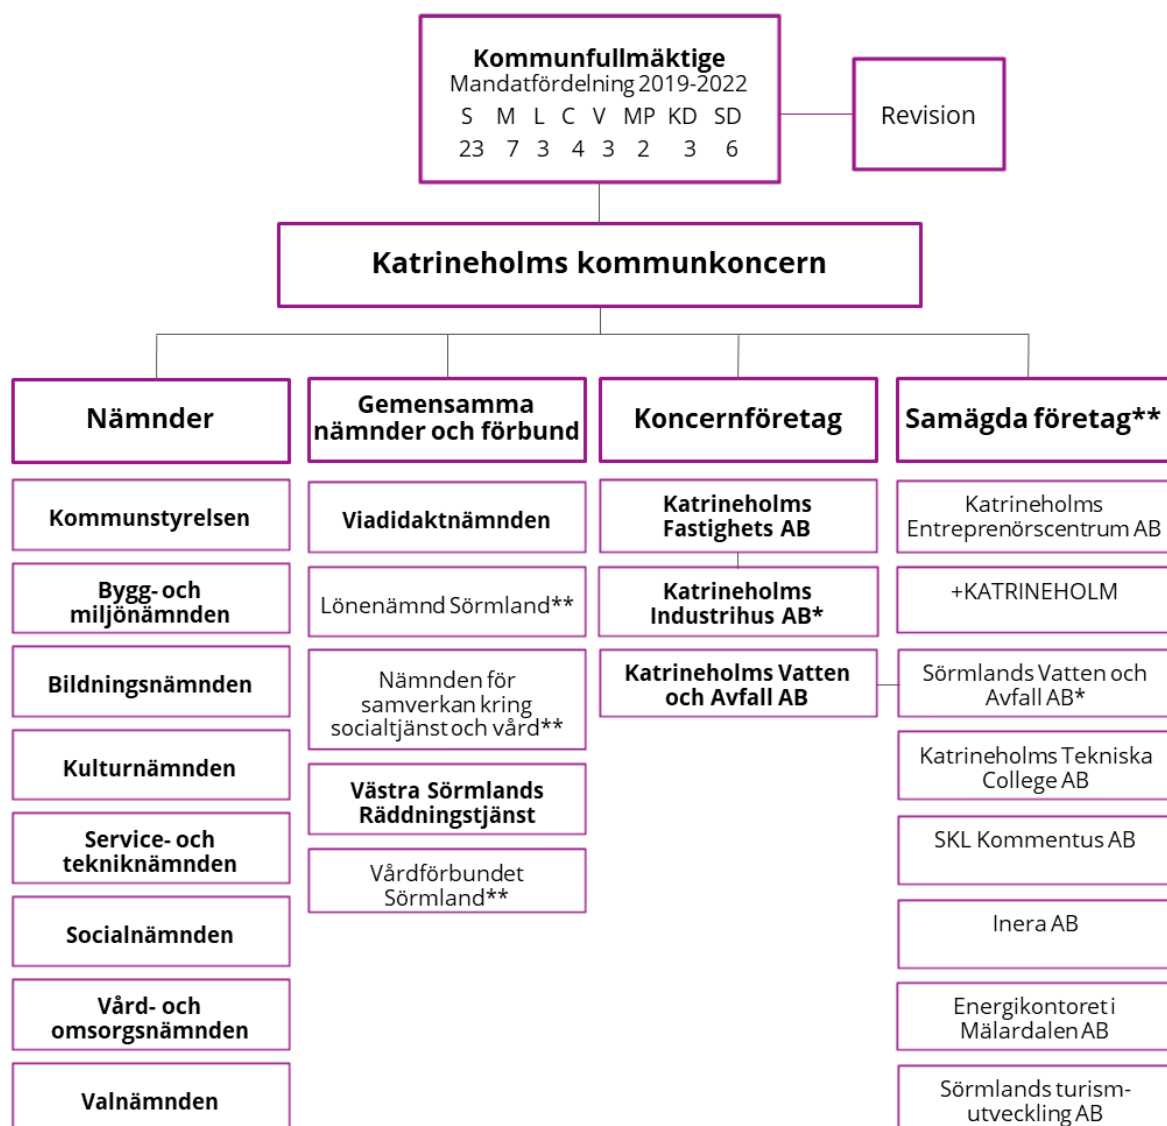 Kommunfullmäktige
Mandatfördelning 2019-2022
S M L C V MP KD SD
23 7 3 4 3 2 3 6
Revision
Katrineholms kommunkoncern
Nämnder
Kommunstyrelsen
Bygg- och
miljönämnden
Bildningsnämnden
Kulturnämnden
Service- och
tekniknämnden
Socialnämnden
Vård- och
omsorgsnämnden
Valnämnden
Gemensamma
nämnder och förbund
Viadidaktnämnden
Lönenämnd Sörmland**
Nämnden för
samverkan kring
socialtjänst och vård**
Västra Sörmlands
Räddningstjänst
Vårdförbundet
Sörmland**
Koncernföretag
Katrineholms
Fastighets AB
Katrineholms
Industrihus AB*
Katrineholms Vatten
och Avfall AB
Samägda företag**
Katrineholms
Entreprenörscentrum AB
+KATRINEHOLM
Sörmlands Vatten och
Avfall AB*
Katrineholms Tekniska
College AB
SKL Kommentus AB
Inera AB
Energikontoret i
Mälardalen AB
Sörmlands turism-
utveckling AB